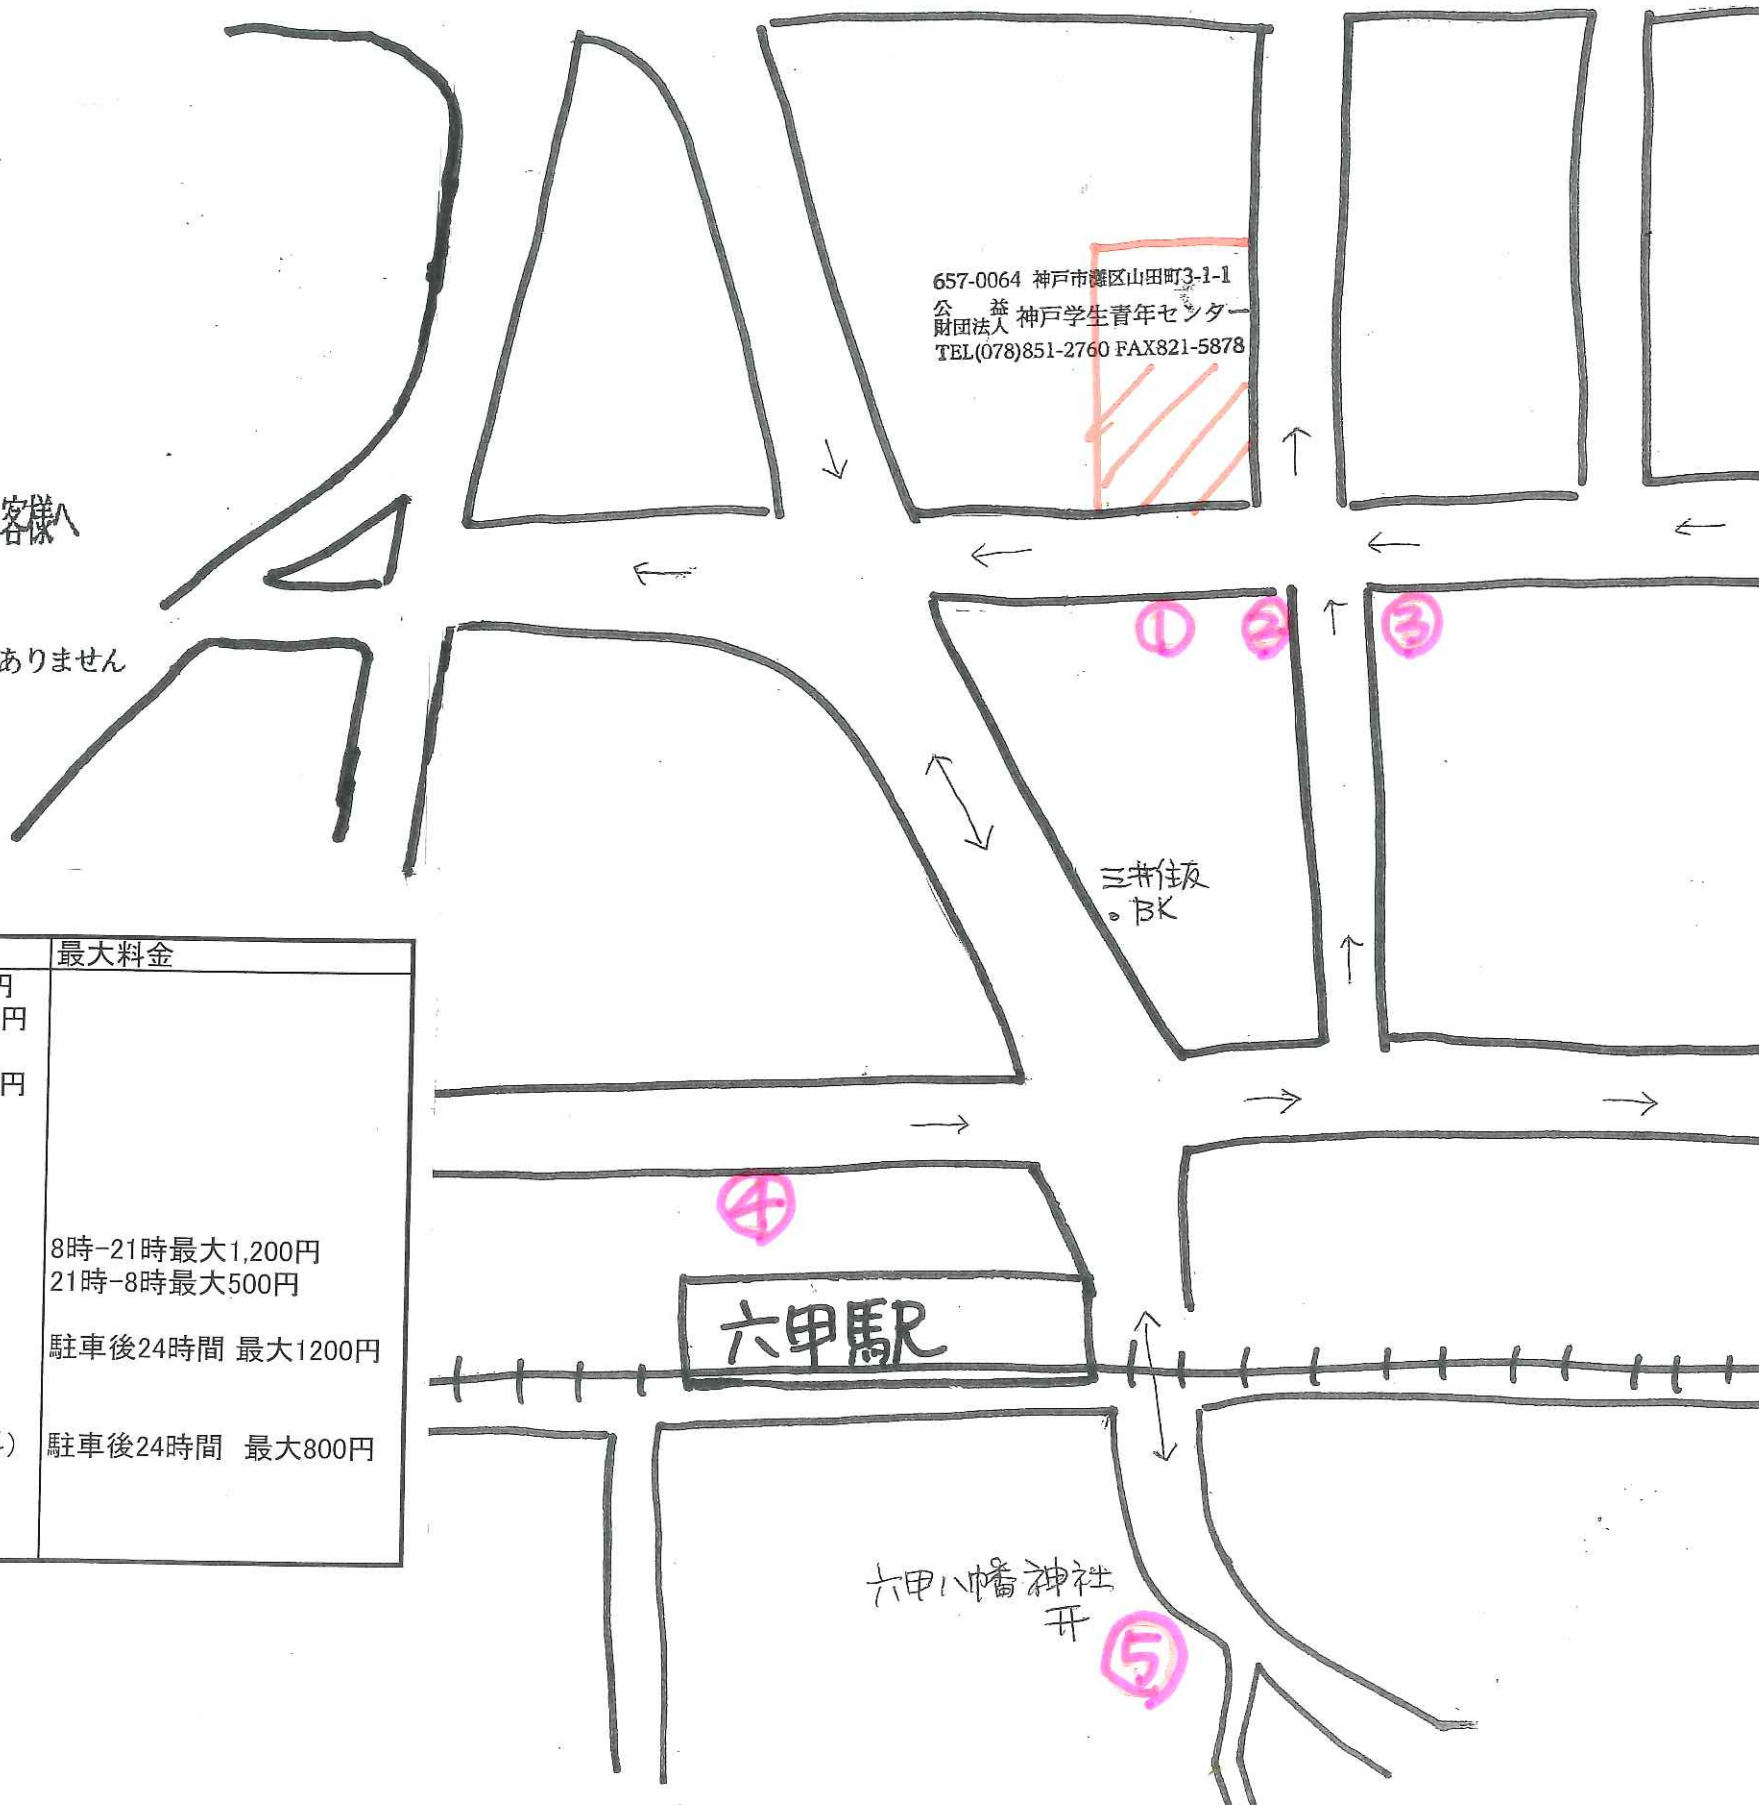 657-0064 神戸市灘区山田町3-1-1
公益
財団法人 神戸学生青年センター
TEL(078)851-2760 FAX821-5878
客様へ
ありません
①
②
③
三井住友
BK
最大料金
円
円
円
8時-21時最大1,200円
21時-8時最大500円
駐車後24時間 最大1200円
駐車後24時間 最大800円
④
六甲駅
六甲八幡神社
⑤